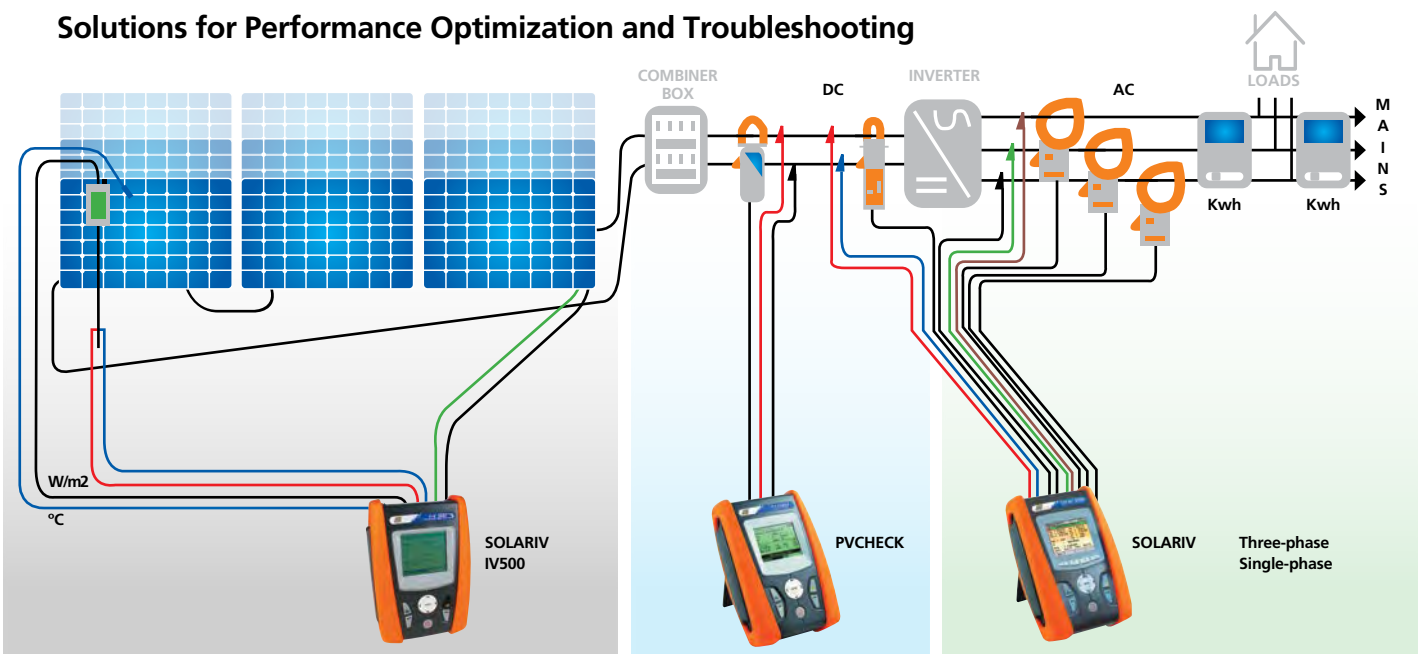 Solutions for Performance Optimization and Troubleshooting
COMBINER
BOX
DC
INVERTER
AC
LOADS
M
A
I
N
S
Kwh
Kwh
W/m2
ºC
SOLARIV
IV500
PVCHECK
SOLARIV
Three-phase
Single-phase